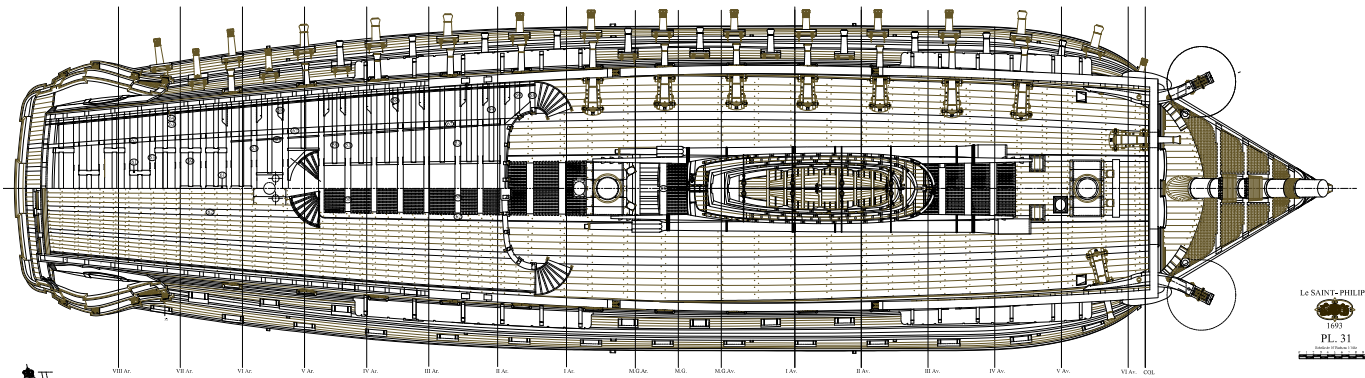 Le SAINT-PHILIP
1693
PL. 31
VIII Ar. VII Ar. VI Ar. V Ar. IV Ar. III Ar. II Ar. I Ar. M.G.Ar. M.G. M.G.Av. I Av. II Av. III Av. IV Av. V Av. VI Av. COL